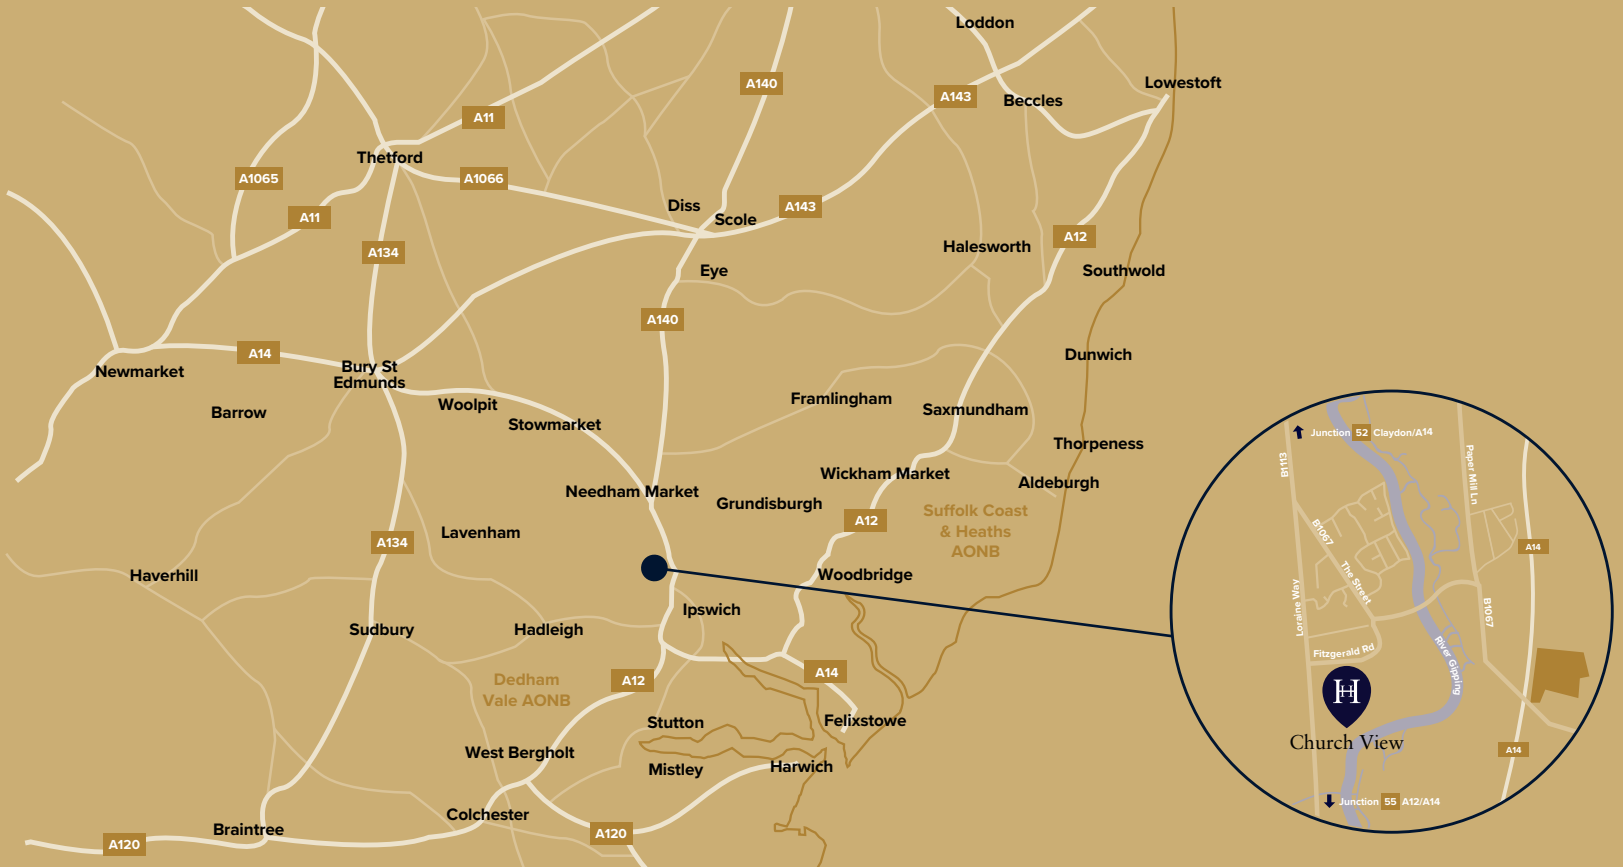 Loddon
A140
Lowestoft
A143
Beccles
A11
Thetford
A1065
A1066
Diss
A143
A11
Scole
A12
Halesworth
A134
Eye
Southwold
A140
A14
Dunwich
Newmarket
Bury St
Edmunds
Framlingham
Woolpit
Barrow
Saxmundham
Stowmarket
Thorpeness
Wickham Market
Aldeburgh
Needham Market
Grundisburgh
Suffolk Coast
& Heaths
AONB
A12
Lavenham
A134
Haverhill
Woodbridge
Ipswich
Sudbury
Hadleigh
A14
Dedham
Vale AONB
A12
Stutton
Felixstowe
West Bergholt
Mistley
Harwich
Colchester
Braintree
A120
A120
Junction 52 Claydon/A14
B1113
Paper Mill Ln
B1067
A14
The Street
Loraine Way
B1067
Fitzgerald Rd
River Gipping
H
Church View
A14
Junction 55 A12/A14